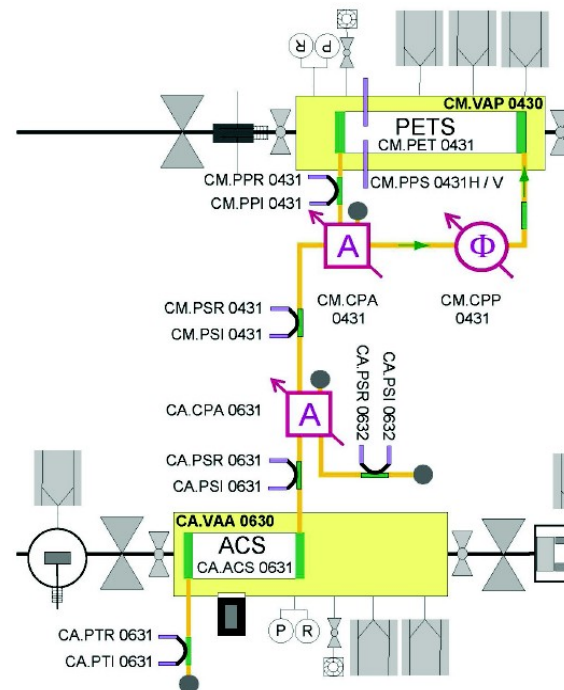 R P
CM.VAP 0430
PETS
CM.PET 0431
CM.PPR 0431
CM.PPI 0431
CM.PPS 0431H / V
A
Φ
CM.CPA
0431
CM.CPP
0431
CM.PSR 0431
CM.PSI 0431
CA.PSR 0632
CA.PSI 0632
CA.CPA 0631
A
CA.PSR 0631
CA.PSI 0631
CA.VAA 0630
ACS
CA.ACS 0631
P R
CA.PTR 0631
CA.PTI 0631